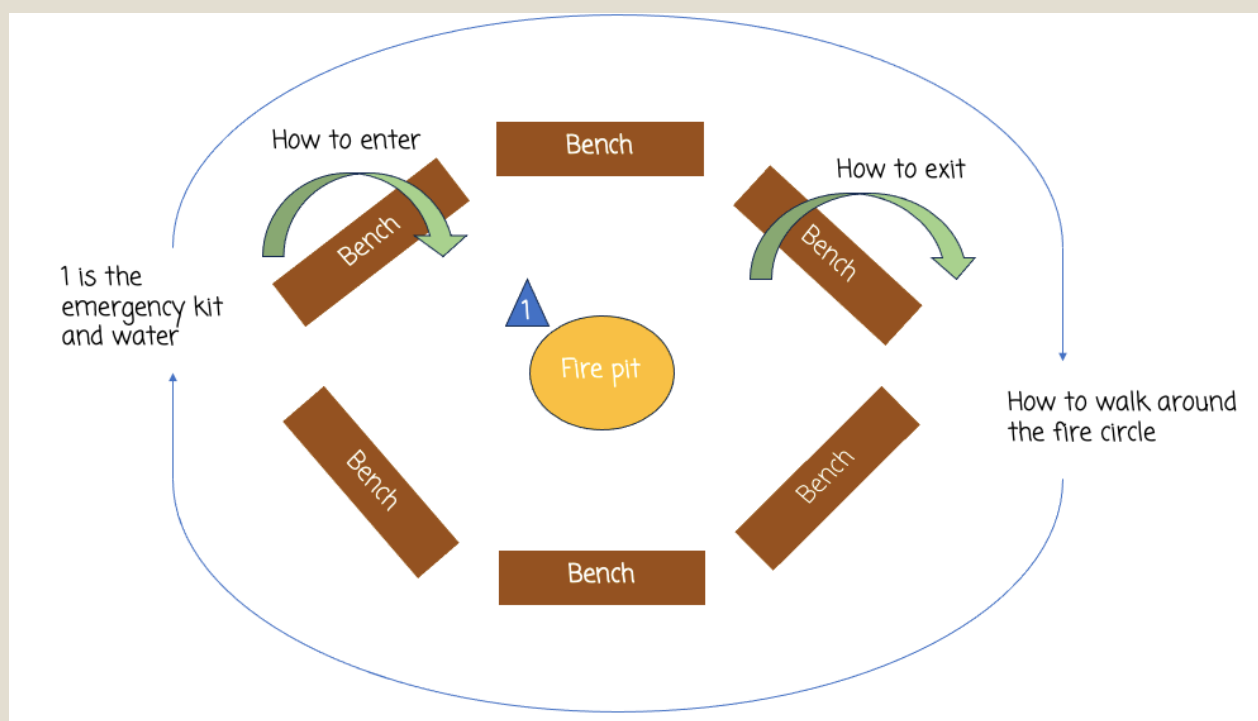 Bench
How to enter
How to exit
Bench
Bench
1 is the
emergency kit
and water
1
Fire pit
How to walk around
the fire circle
Bench
Bench
Bench